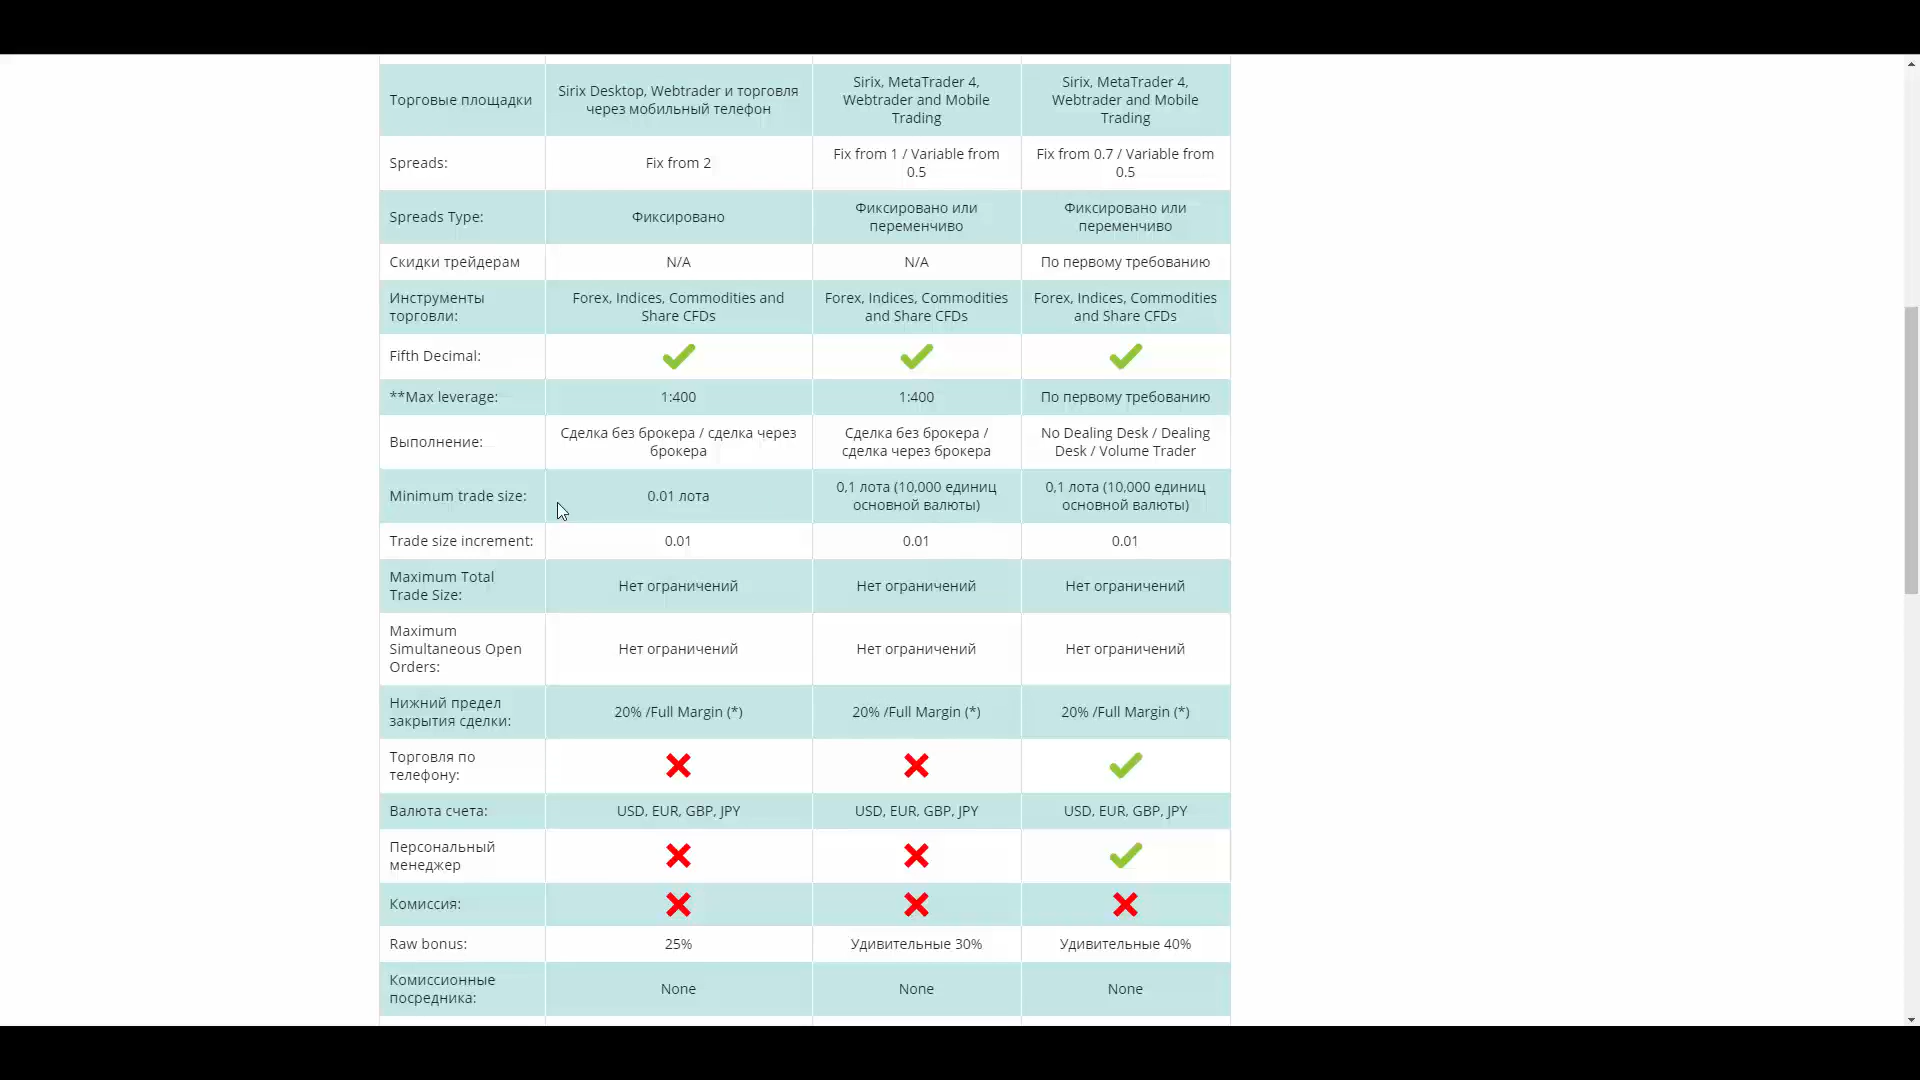 Торговые площадки
Sirix Desktop, Webtrader и торговля
через мобильный телефон
Sirix, MetaTrader 4,
Webtrader and Mobile
Trading
Sirix, MetaTrader 4,
Webtrader and Mobile
Trading
Spreads:
Fix from 2
Fix from 1 / Variable from
0.5
Fix from 0.7 / Variable from
0.5
Spreads Type:
Фиксировано
Фиксировано или
переменчиво
Фиксировано или
переменчиво
Скидки трейдерам
N/A
N/A
По первому требованию
Инструменты
торговли:
Forex, Indices, Commodities and
Share CFDs
Forex, Indices, Commodities
and Share CFDs
Forex, Indices, Commodities
and Share CFDs
Fifth Decimal:
**Max leverage:
1:400
1:400
По первому требованию
Выполнение:
Сделка без брокера / сделка через
брокера
Сделка без брокера /
сделка через брокера
No Dealing Desk / Dealing
Desk / Volume Trader
Minimum trade size:
0.01 лота
0,1 лота (10,000 единиц
основной валюты)
0,1 лота (10,000 единиц
основной валюты)
Trade size increment:
0.01
0.01
0.01
Maximum Total
Trade Size:
Нет ограничений
Нет ограничений
Нет ограничений
Maximum
Simultaneous Open
Orders:
Нет ограничений
Нет ограничений
Нет ограничений
Нижний предел
закрытия сделки:
20% /Full Margin (*)
20% /Full Margin (*)
20% /Full Margin (*)
Торговля по
телефону:
Валюта счета:
USD, EUR, GBP, JPY
USD, EUR, GBP, JPY
USD, EUR, GBP, JPY
Персональный
менеджер
Комиссия:
Raw bonus:
25%
Удивительные 30%
Удивительные 40%
Комиссионные
посредника:
None
None
None